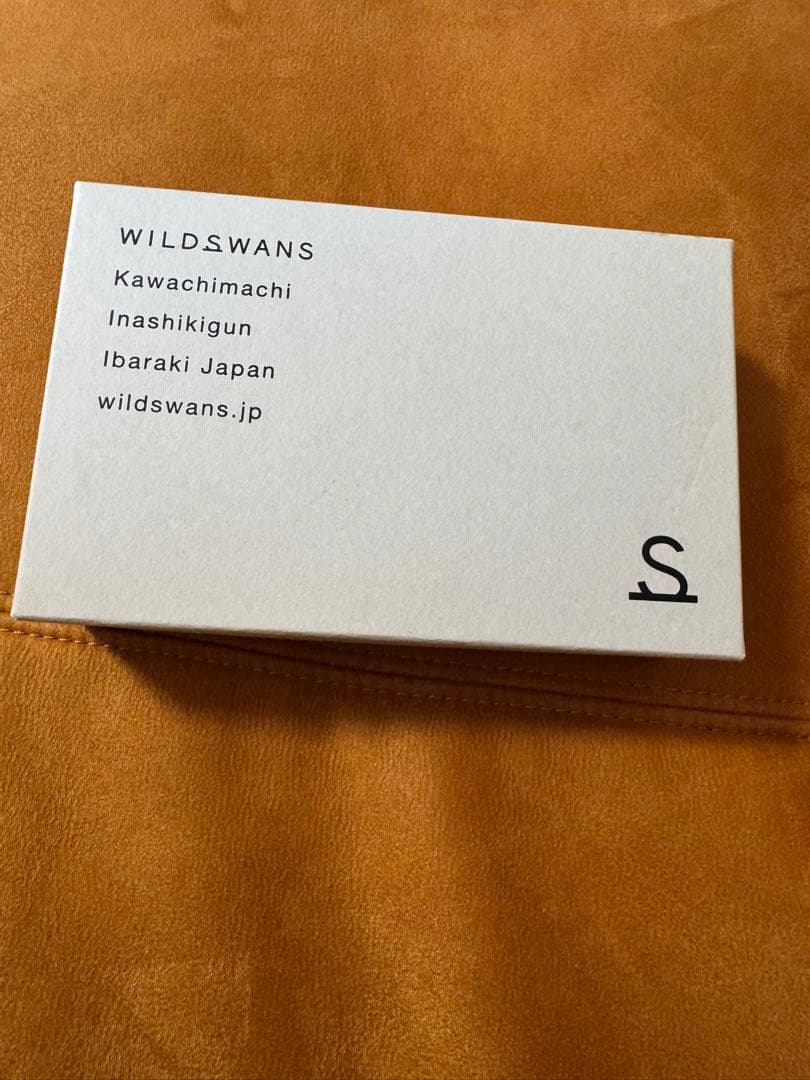 WILDSWANS
Kawachimachi
Inashikigun
Ibaraki Japan
wildswans.jp
S